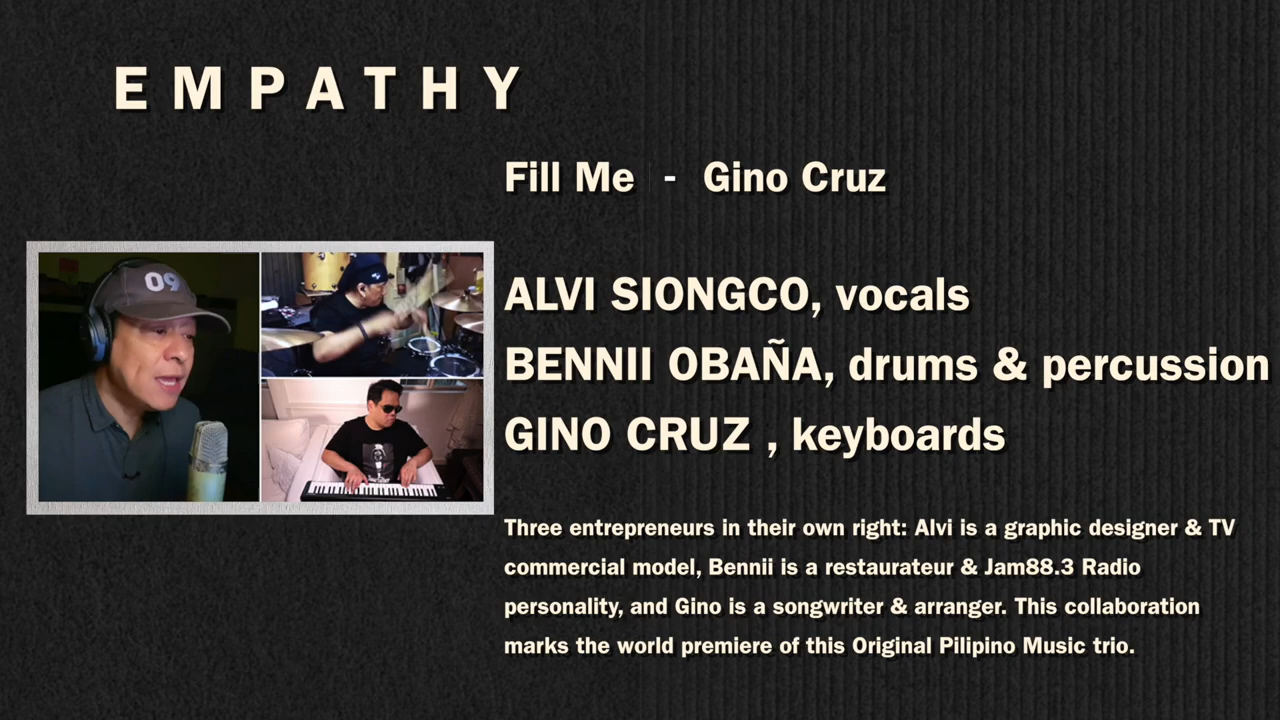 E M P A T H Y
Fill Me - Gino Cruz
09
ALVI SIONGCO, vocals
BENNII OBAÑA, drums & percussion
GINO CRUZ , keyboards
Three entrepreneurs in their own right: Alvi is a graphic designer & TV
commercial model, Bennii is a restaurateur & Jam88.3 Radio
personality, and Gino is a songwriter & arranger. This collaboration
marks the world premiere of this Original Pilipino Music trio.